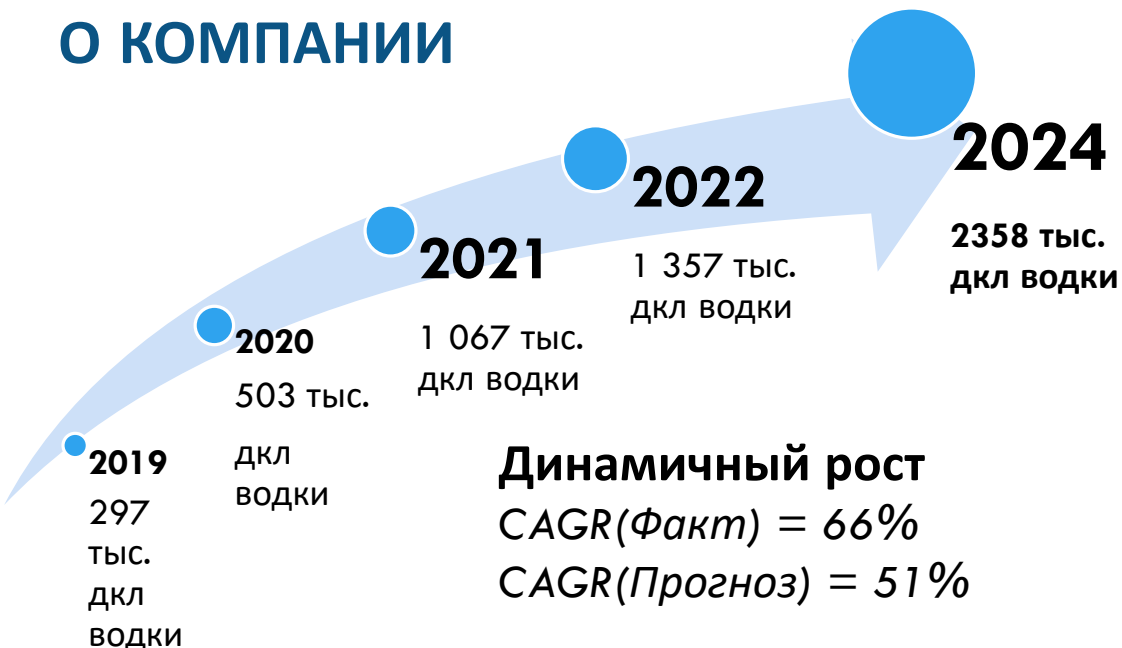 О КОМПАНИИ
2024
2358 тыс.
дкл водки
2022
1 357 тыс.
дкл водки
2021
1 067 тыс.
дкл водки
2020
503 тыс.
дкл
водки
2019
297
тыс.
дкл
водки
Динамичный рост
CAGR(Факт) = 66%
CAGR(Прогноз) = 51%